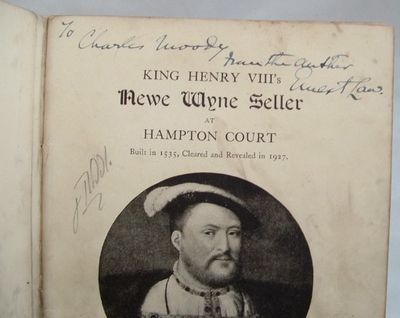 To Charles Moody
from the author
Ernest Law.
KING HENRY VIII's
Newe Wyne Seller
AT
HAMPTON COURT
Built in 1535, Cleared and Revealed in 1927.